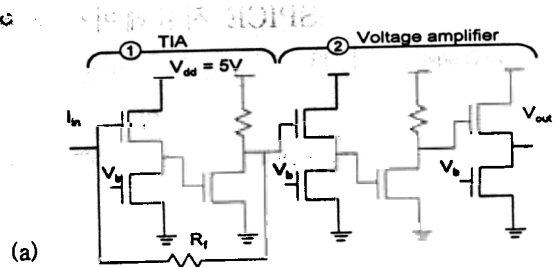 ① TIA ② Voltage amplifier
V_dd = 5V
I_in V_out
V_b V_b V_b
R_f
(a)